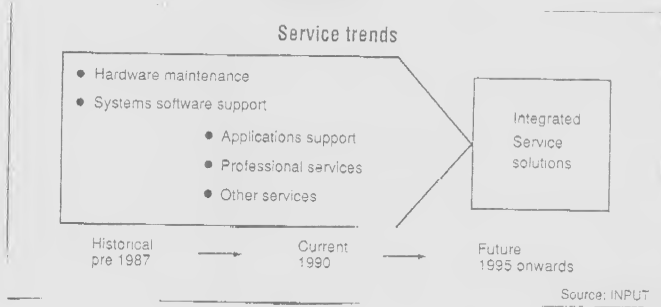 Service trends
● Hardware maintenance
● Systems software support
● Applications support
● Professional services
● Other services
Integrated
Service
solutions
Historical
pre 1987
Current
1990
Future
1995 onwards
Source: INPUT